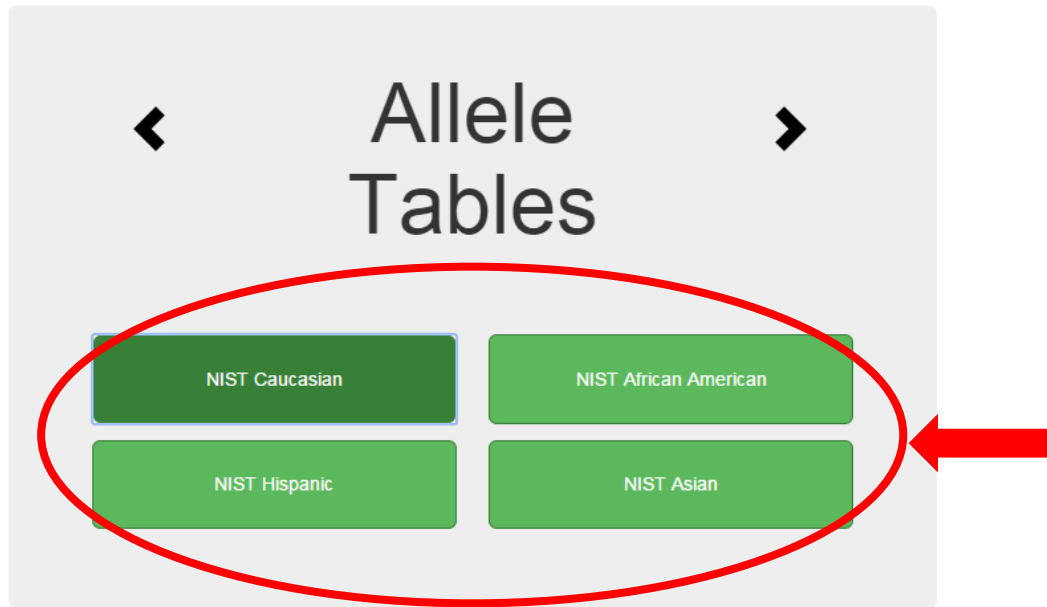 Allele
Tables
NIST Caucasian
NIST African American
NIST Hispanic
NIST Asian